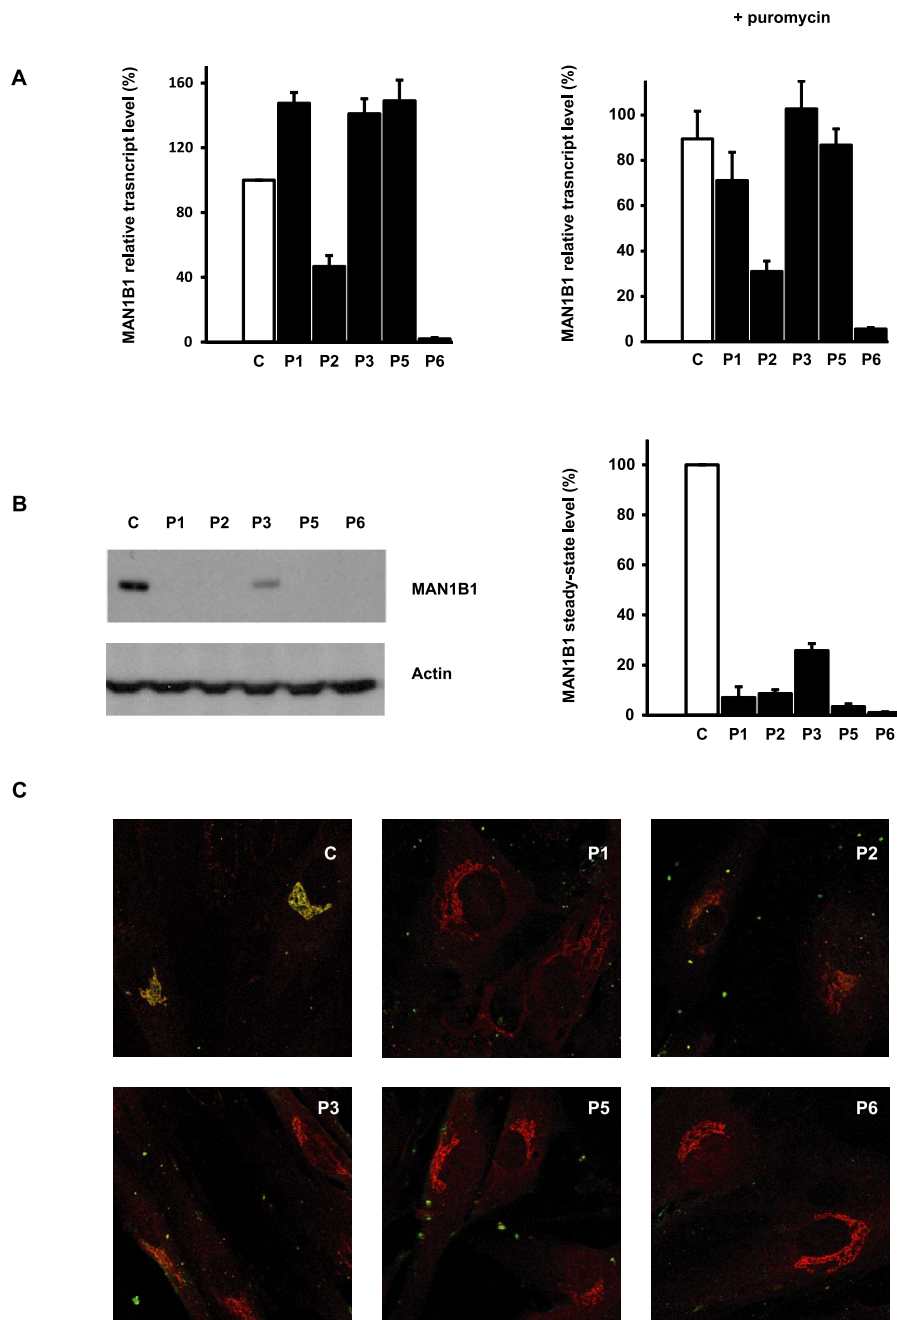 + puromycin
A
MAN1B1 relative trasncript level (%)
160
120
80
40
0
C P1 P2 P3 P5 P6
MAN1B1 relative trasncript level (%)
100
80
60
40
20
0
C P1 P2 P3 P5 P6
B
C P1 P2 P3 P5 P6
MAN1B1
Actin
MAN1B1 steady-state level (%)
100
80
60
40
20
0
C P1 P2 P3 P5 P6
C
C
P1
P2
P3
P5
P6